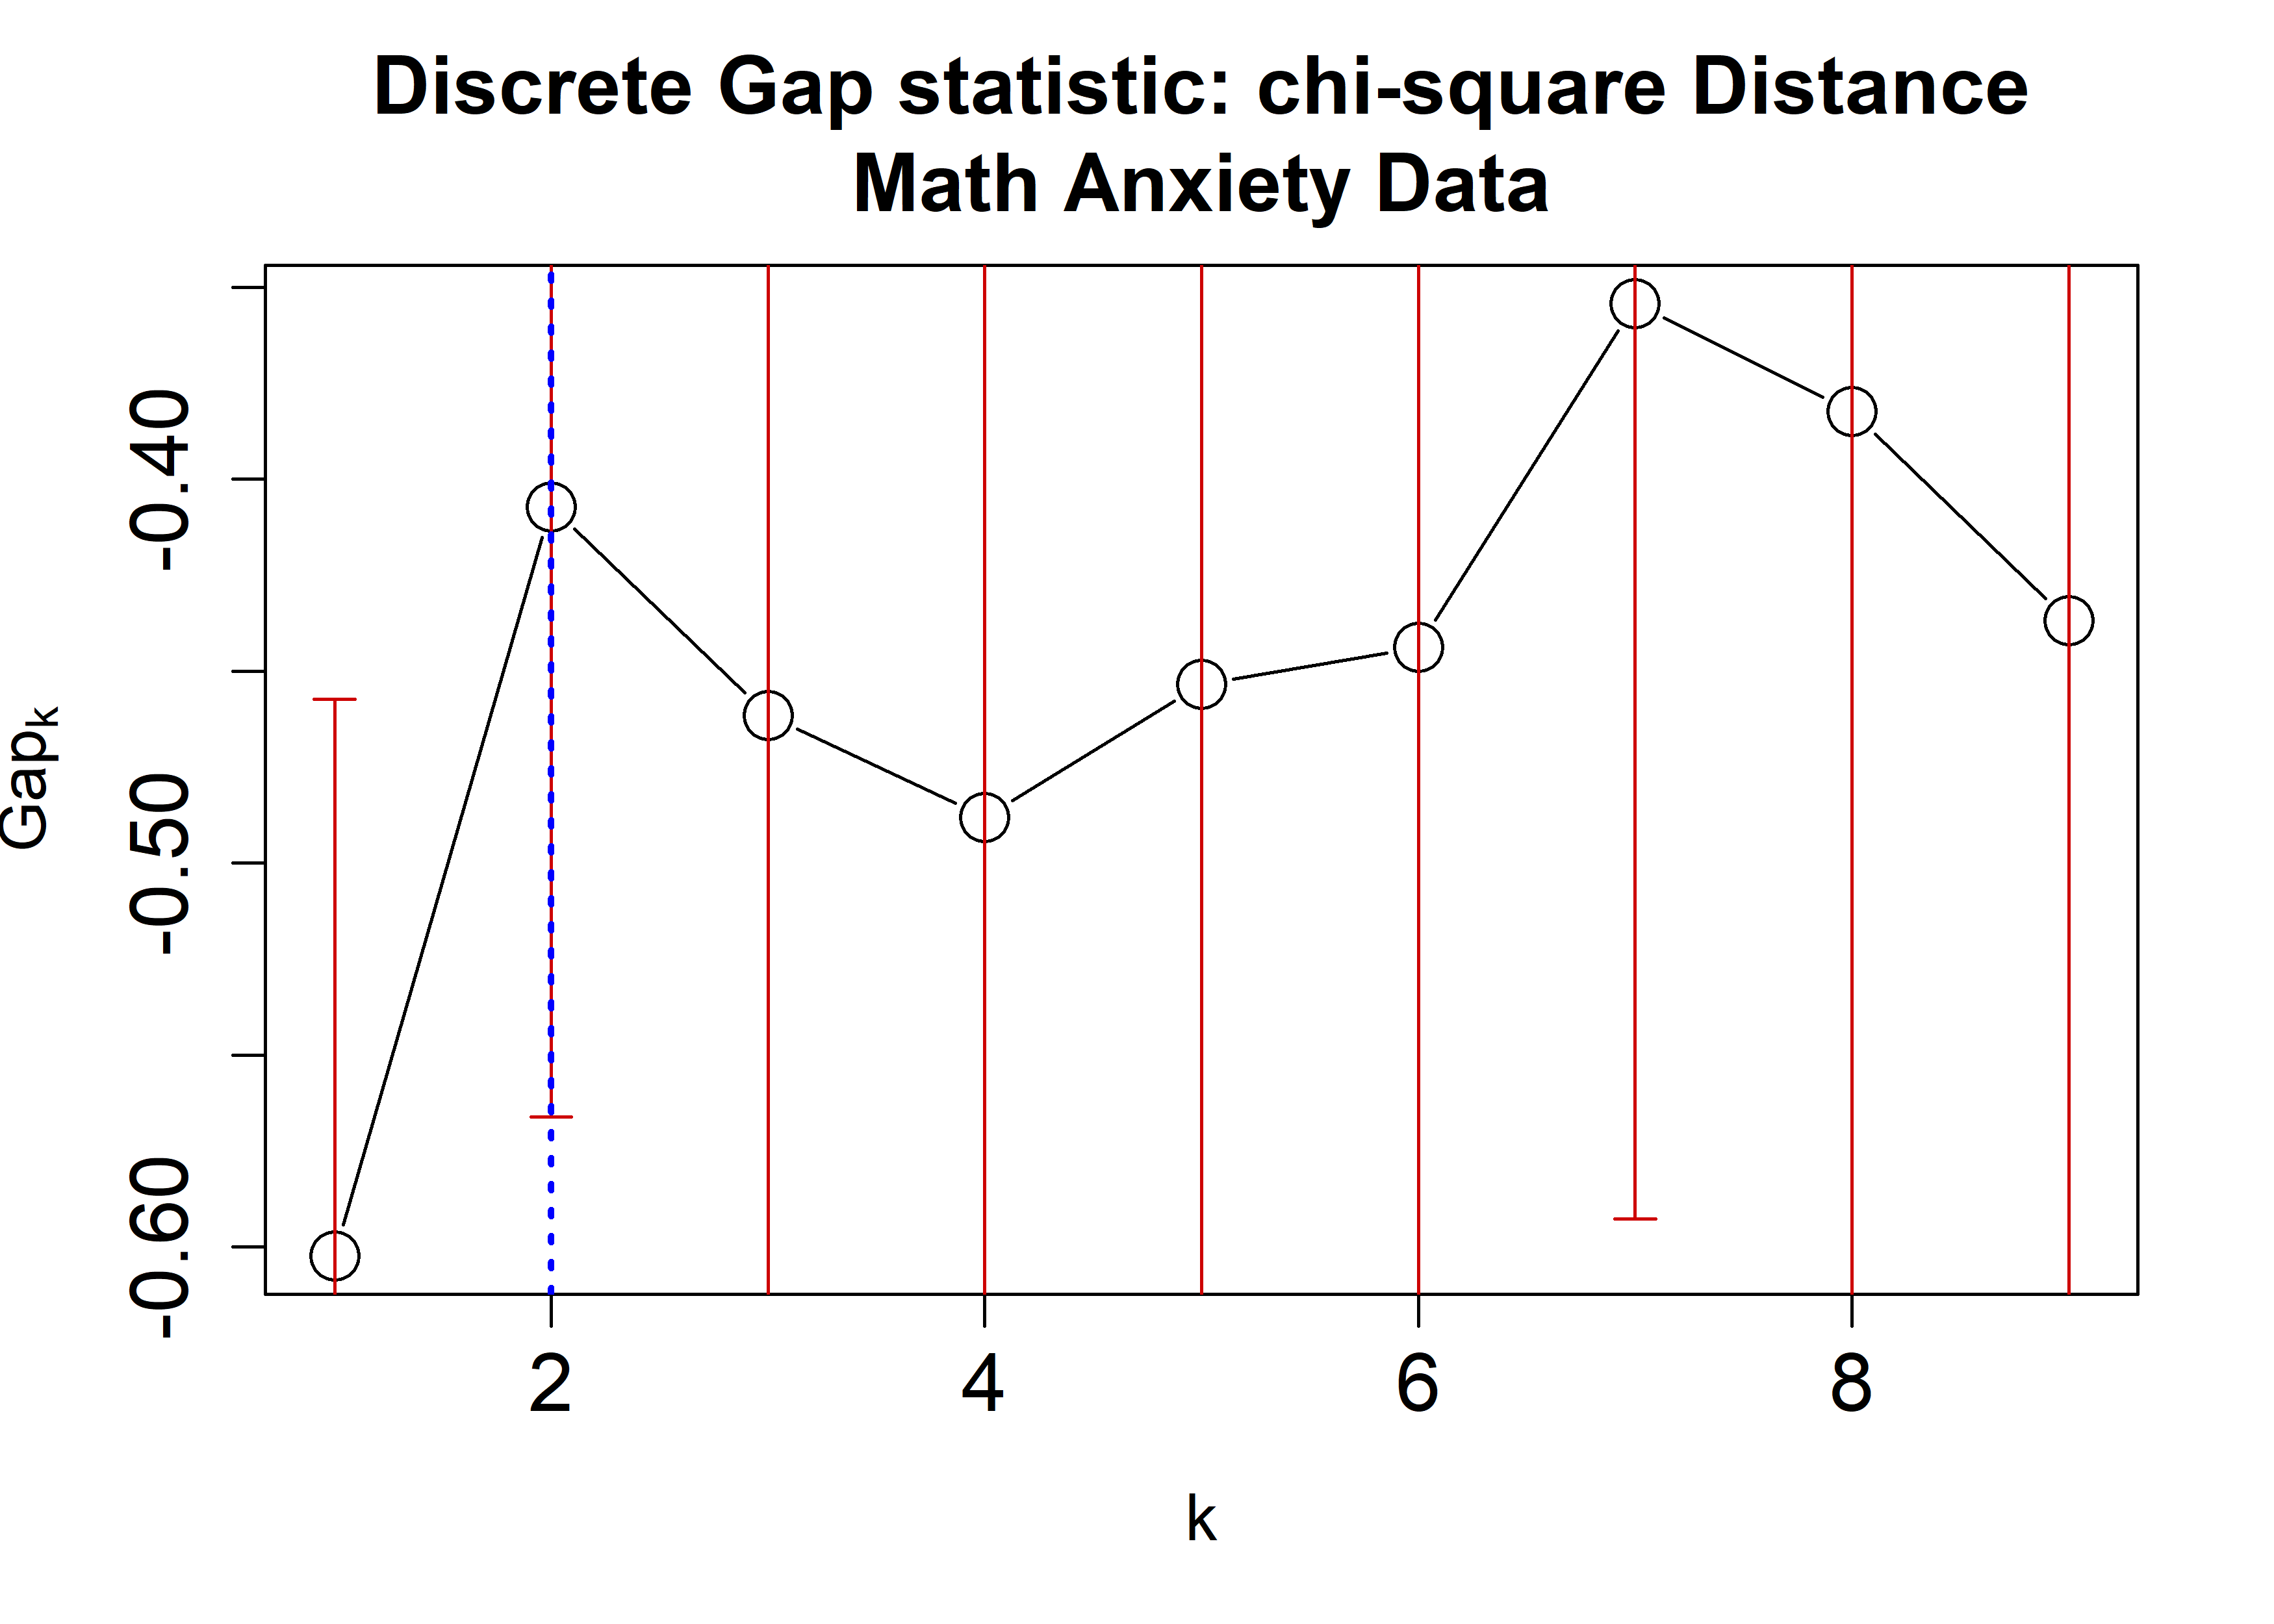 Discrete Gap statistic: chi-square Distance
Math Anxiety Data
-0.40
-0.50
-0.60
Gapk
2 4 6 8
k